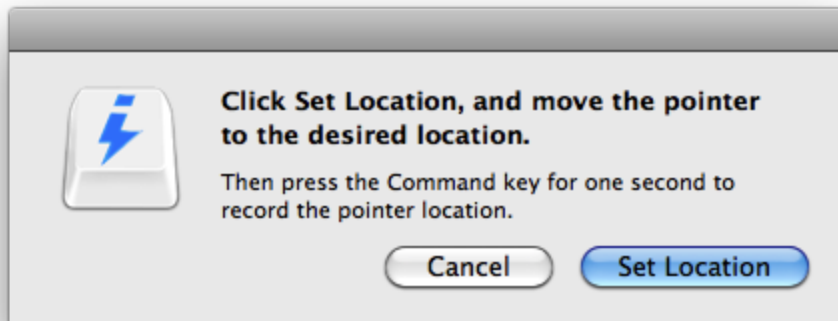 Click Set Location, and move the pointer
to the desired location.
Then press the Command key for one second to
record the pointer location.
Cancel
Set Location